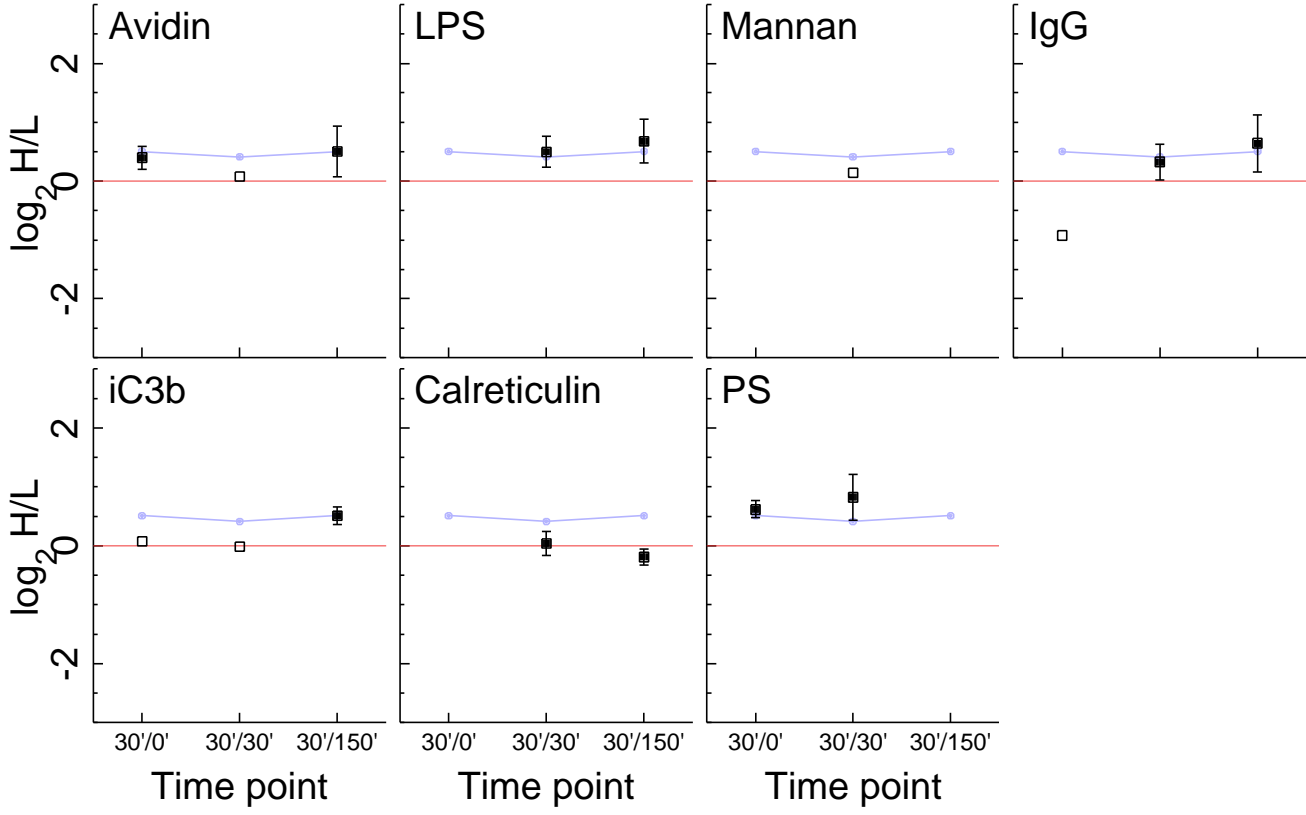 Avidin LPS Mannan IgG
2
0
-2
log2 H/L
iC3b Calreticulin PS
2
0
-2
log2 H/L
30'/0' 30'/30' 30'/150' 30'/0' 30'/30' 30'/150' 30'/0' 30'/30' 30'/150'
Time point Time point Time point